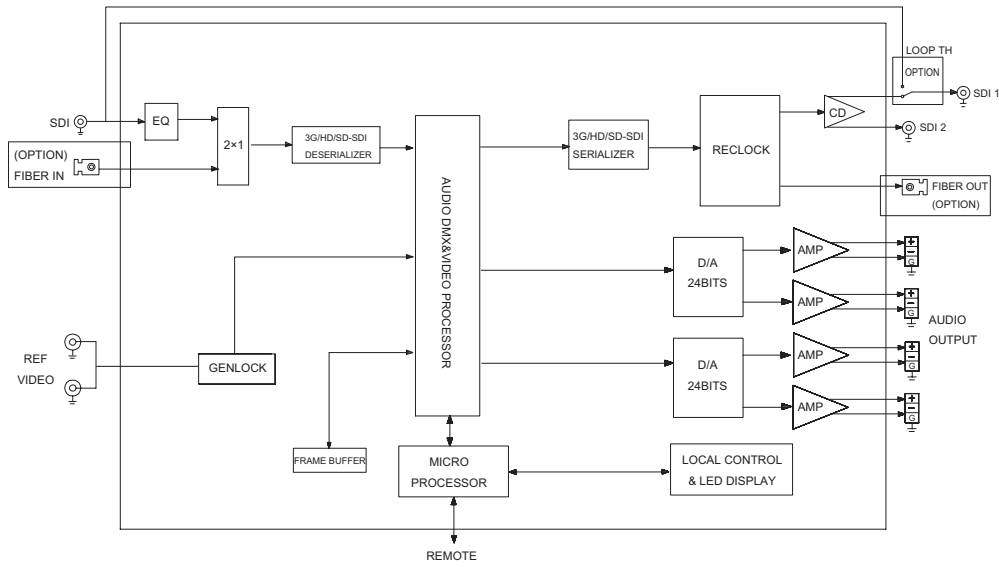 LOOP TH
OPTION
SDI 1
SDI
EQ
2×1
3G/HD/SD-SDI
DESERIALIZER
(OPTION)
FIBER IN
AUDIO DMX&VIDEO PROCESSOR
3G/HD/SD-SDI
SERIALIZER
RECLOCK
CD
SDI 2
FIBER OUT
(OPTION)
D/A
24BITS
AMP
+
−
G
AMP
+
−
G
AUDIO
OUTPUT
D/A
24BITS
AMP
+
−
G
AMP
+
−
G
REF
VIDEO
GENLOCK
FRAME BUFFER
MICRO
PROCESSOR
LOCAL CONTROL
& LED DISPLAY
REMOTE